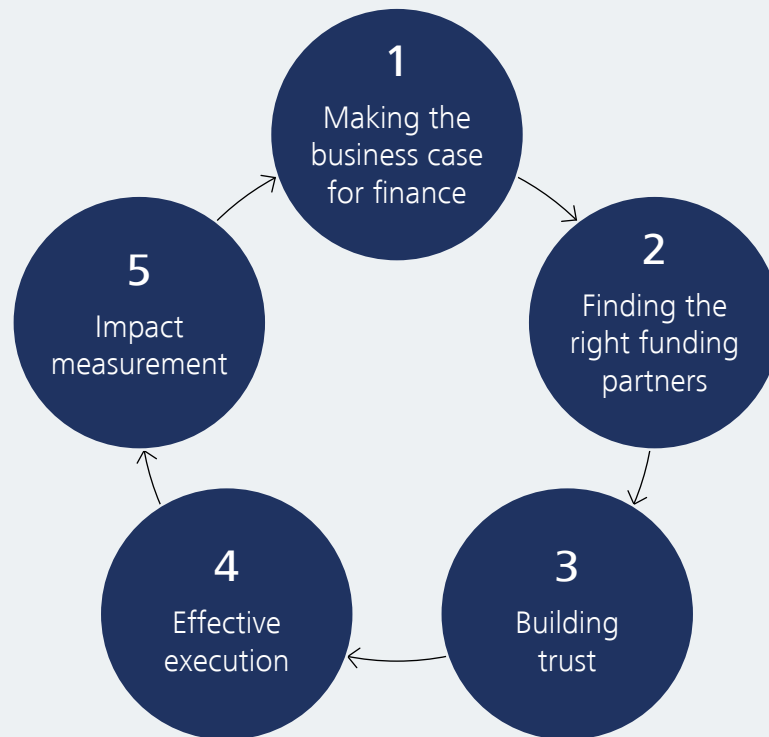 1
Making the
business case
for finance
2
Finding the
right funding
partners
3
Building
trust
4
Effective
execution
5
Impact
measurement